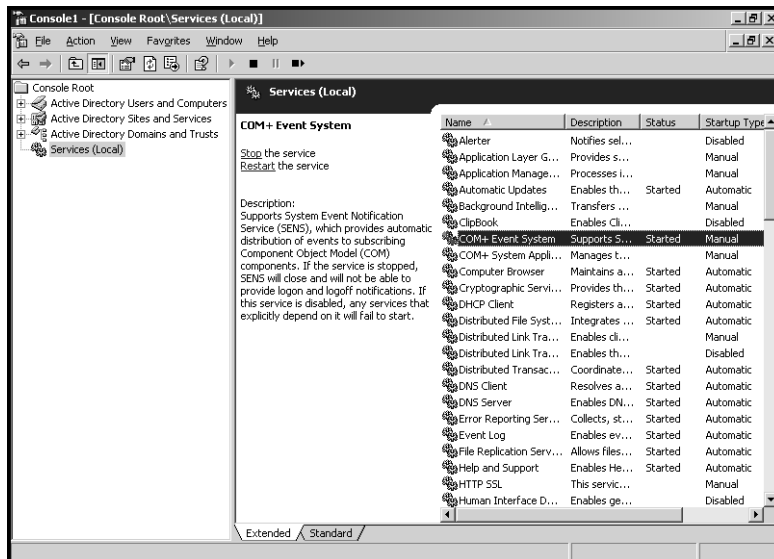 Console1 - [Console Root\Services (Local)]
File Action View Favorites Window Help
Console Root
Active Directory Users and Computers
Active Directory Sites and Services
Active Directory Domains and Trusts
Services (Local)
Services (Local)
COM+ Event System
Stop the service
Restart the service
Description:
Supports System Event Notification
Service (SENS), which provides automatic
distribution of events to subscribing
Component Object Model (COM)
components. If the service is stopped,
SENS will close and will not be able to
provide logon and logoff notifications. If
this service is disabled, any services that
explicitly depend on it will fail to start.
Name Description Status Startup Type
Alerter Notifies sel... Disabled
Application Layer G... Provides s... Manual
Application Manage... Processes i... Manual
Automatic Updates Enables th... Started Automatic
Background Intellig... Transfers ... Manual
ClipBook Enables Cli... Disabled
COM+ Event System Supports S... Started Manual
COM+ System Appli... Manages t... Manual
Computer Browser Maintains a... Started Automatic
Cryptographic Servi... Provides th... Started Automatic
DHCP Client Registers a... Started Automatic
Distributed File Syst... Integrates ... Started Automatic
Distributed Link Tra... Enables cli... Manual
Distributed Link Tra... Enables th... Disabled
Distributed Transac... Coordinate... Started Automatic
DNS Client Resolves a... Started Automatic
DNS Server Enables DN... Started Automatic
Error Reporting Ser... Collects, st... Started Automatic
Event Log Enables ev... Started Automatic
File Replication Serv... Allows files... Started Automatic
Help and Support Enables He... Started Automatic
HTTP SSL This servic... Manual
Human Interface D... Enables ge... Disabled
Extended Standard